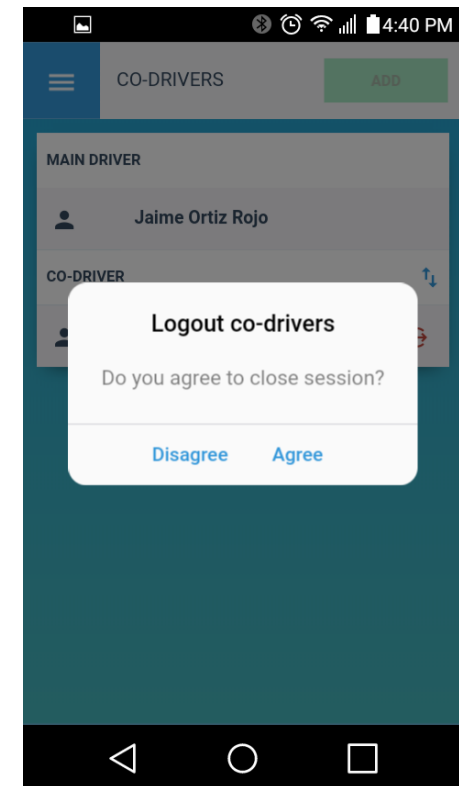 4:40 PM
CO-DRIVERS
ADD
MAIN DRIVER
Jaime Ortiz Rojo
CO-DRIVER
Logout co-drivers
Do you agree to close session?
Disagree Agree